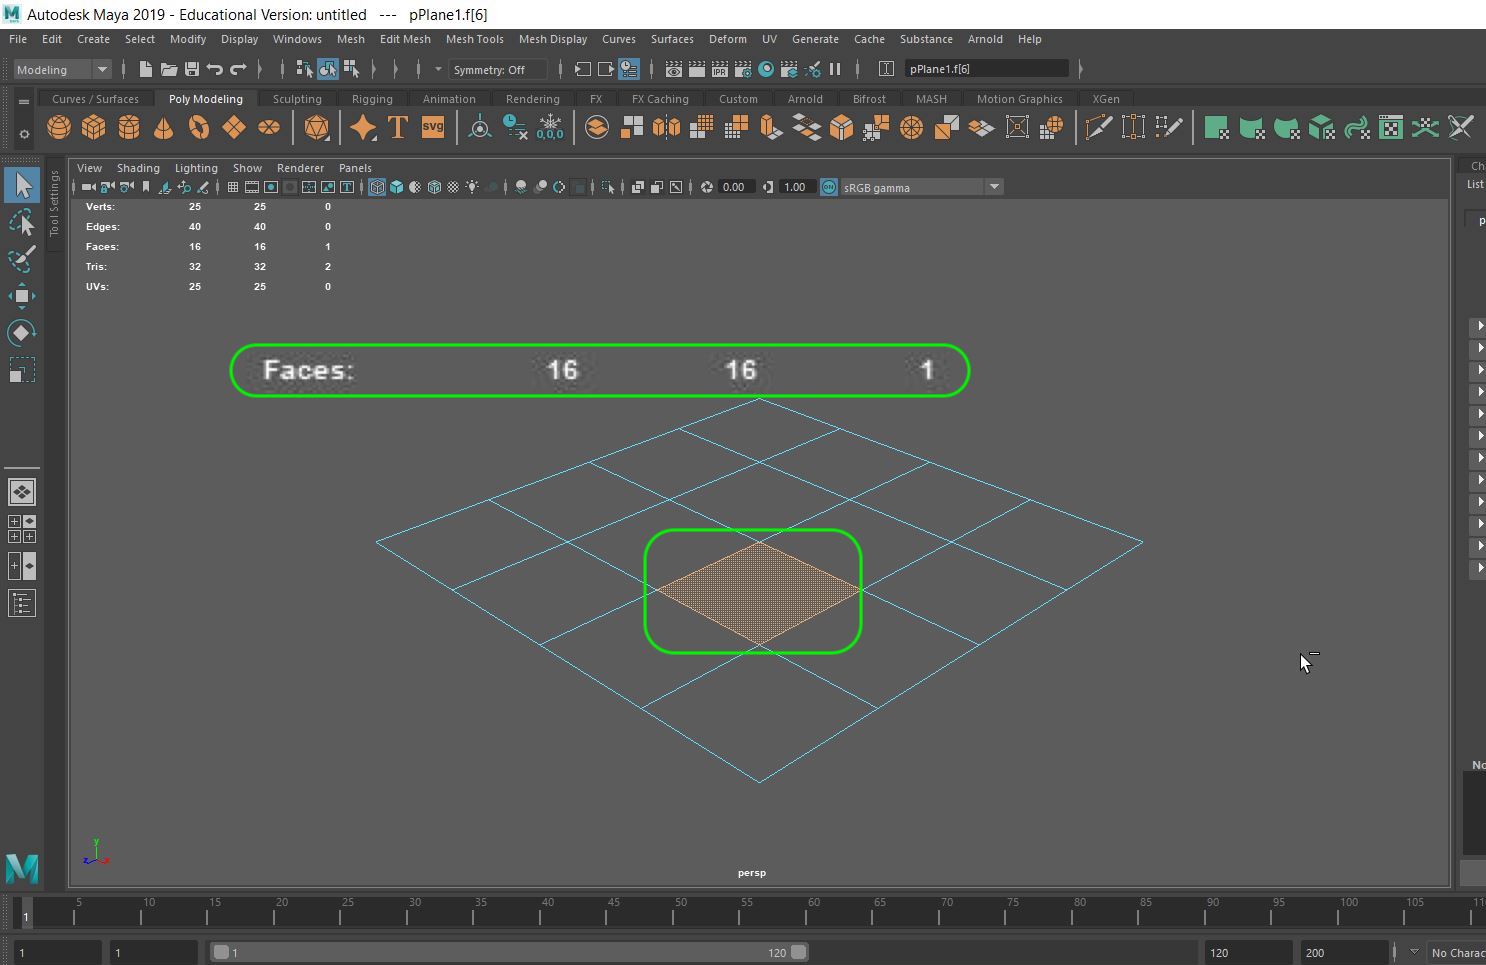 Autodesk Maya 2019 - Educational Version: untitled --- pPlane1.f[6]
File Edit Create Select Modify Display Windows Mesh Edit Mesh Mesh Tools Mesh Display Curves Surfaces Deform UV Generate Cache Substance Arnold Help
Modeling Symmetry: Off IPR pPlane1.f[6]
Curves / Surfaces Poly Modeling Sculpting Rigging Animation Rendering FX FX Caching Custom Arnold Bifrost MASH Motion Graphics XGen
T SVG 0,0,0
View Shading Lighting Show Renderer Panels
0.00 1.00 ON sRGB gamma
Ch
List
Tool Settings
Verts: 25 25 0
Edges: 40 40 0
Faces: 16 16 1
Tris: 32 32 2
UVs: 25 25 0
p
Faces: 16 16 1
No
y
z x
persp
1 5 10 15 20 25 30 35 40 45 50 55 60 65 70 75 80 85 90 95 100 105 11
1 1 1 120 120 200 No Charac